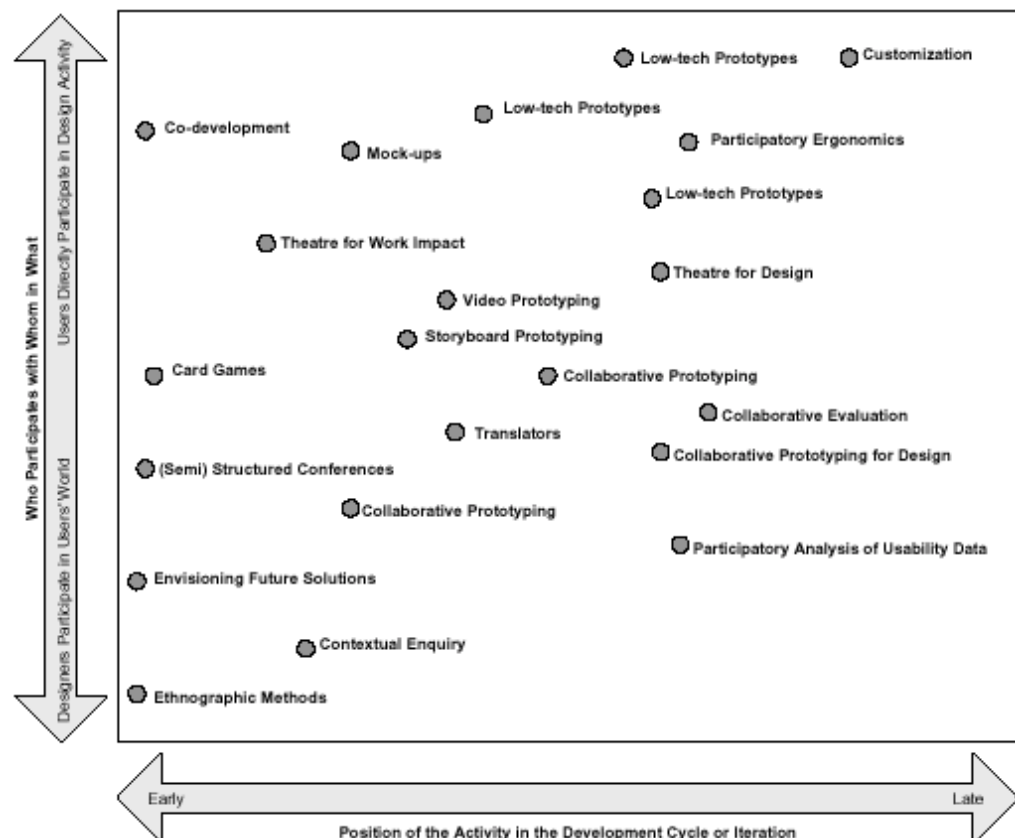 Low-tech Prototypes
Customization
Low-tech Prototypes
Co-development
Participatory Ergonomics
Mock-ups
Low-tech Prototypes
Theatre for Work Impact
Theatre for Design
Video Prototyping
Storyboard Prototyping
Card Games
Collaborative Prototyping
Collaborative Evaluation
Translators
Collaborative Prototyping for Design
(Semi) Structured Conferences
Collaborative Prototyping
Participatory Analysis of Usability Data
Envisioning Future Solutions
Contextual Enquiry
Ethnographic Methods
Who Participates with Whom in What
Users Directly Participate in Design Activity
Designers Participate in Users' World
Early
Late
Position of the Activity in the Development Cycle or Iteration